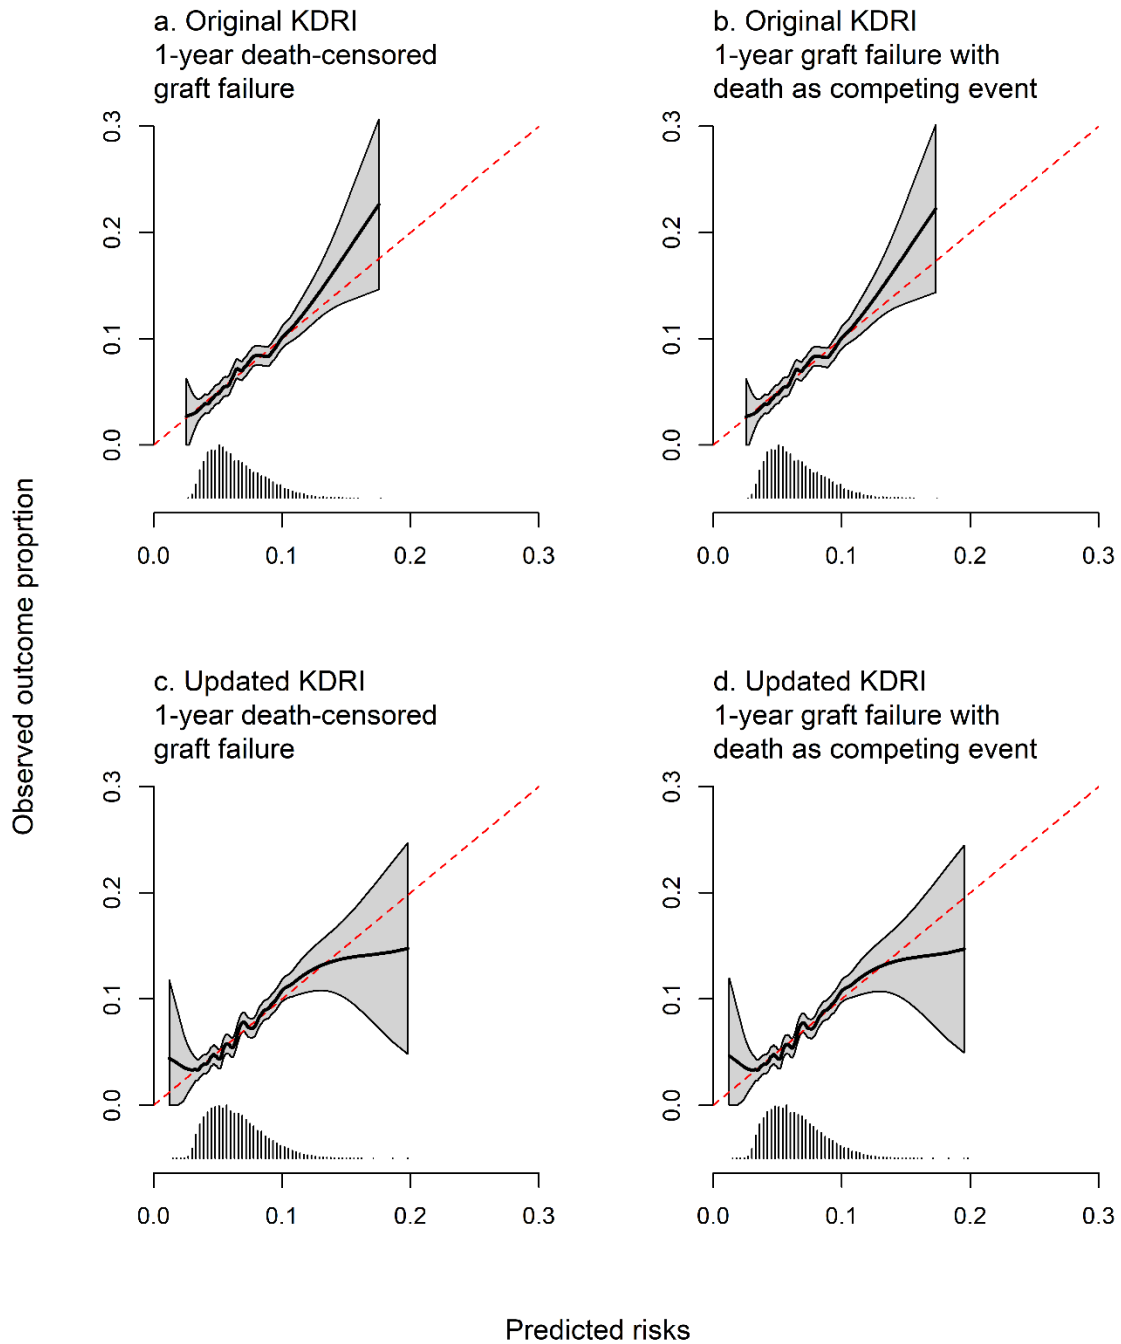 a. Original KDRI
1-year death-censored
graft failure
b. Original KDRI
1-year graft failure with
death as competing event
0.3
0.2
0.1
0.0
0.0
0.1
0.2
0.3
0.3
0.2
0.1
0.0
0.0
0.1
0.2
0.3
Observed outcome proprtion
c. Updated KDRI
1-year death-censored
graft failure
d. Updated KDRI
1-year graft failure with
death as competing event
0.3
0.2
0.1
0.0
0.0
0.1
0.2
0.3
0.3
0.2
0.1
0.0
0.0
0.1
0.2
0.3
Predicted risks